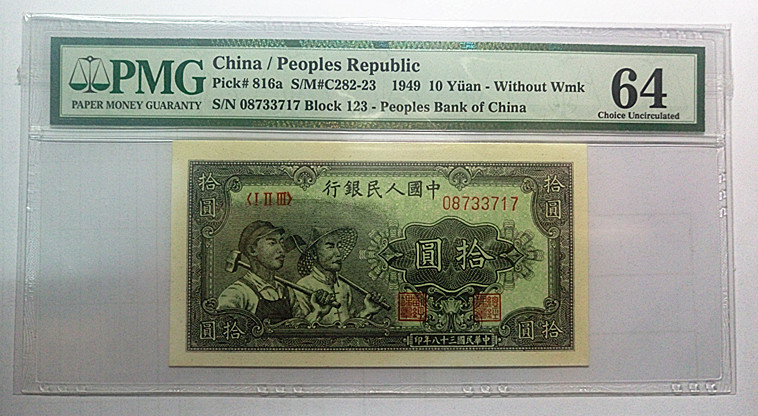 PMG
PAPER MONEY GUARANTY
China / Peoples Republic
Pick# 816a S/M#C282-23 1949 10 Yüan - Without Wmk
S/N 08733717 Block 123 - Peoples Bank of China
64
Choice Uncirculated
行銀民人國中
拾圓
拾圓
〈I II III〉
08733717
圓拾
圓拾
圓拾
印年八十三國民華中